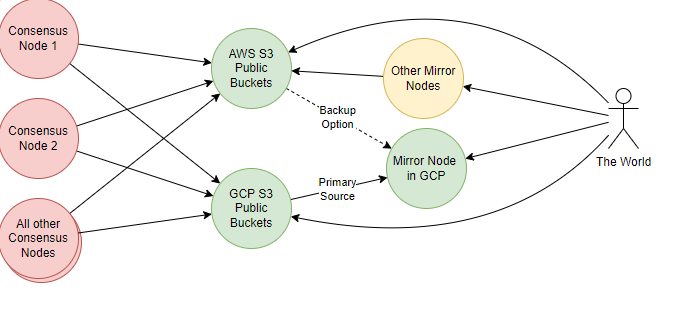 Consensus
Node 1
Consensus
Node 2
All other
Consensus
Nodes
AWS S3
Public
Buckets
GCP S3
Public
Buckets
Backup
Option
Primary
Source
Other Mirror
Nodes
Mirror Node
in GCP
The World